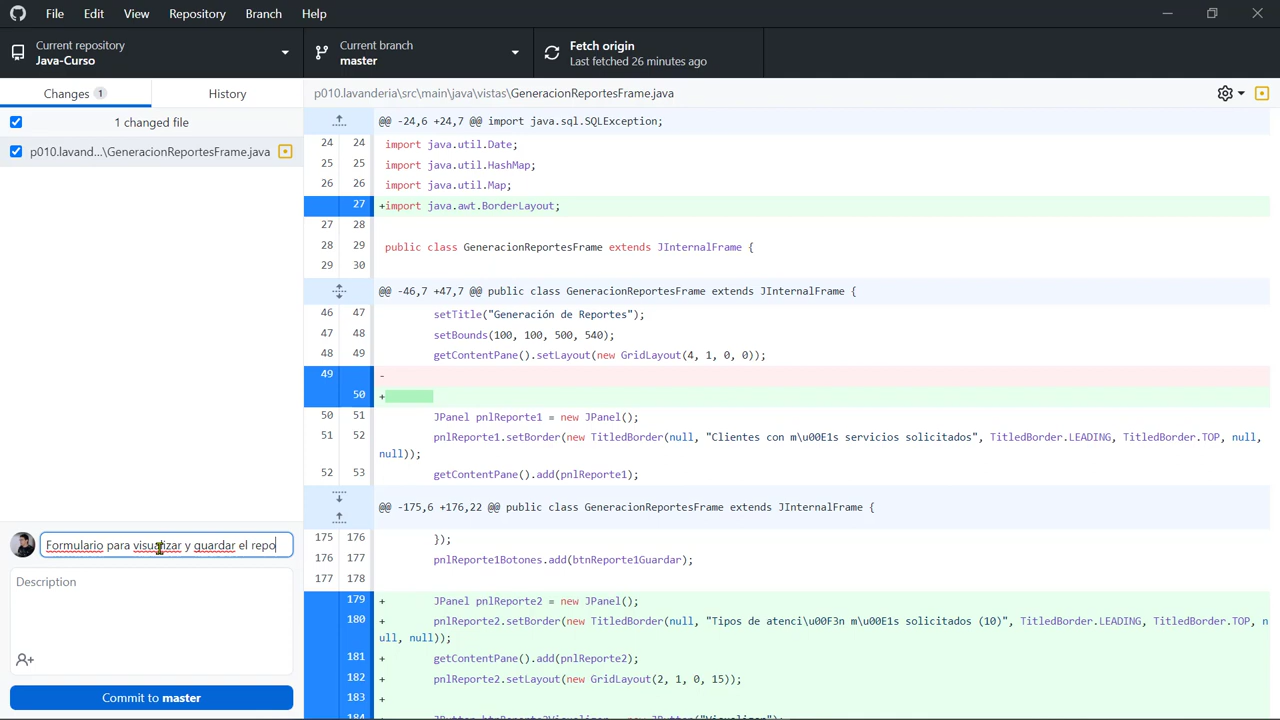 File Edit View Repository Branch Help
Current repository
Java-Curso
Current branch
master
Fetch origin
Last fetched 26 minutes ago
Changes 1
History
p010.lavanderia\src\main\java\vistas\GeneracionReportesFrame.java
1 changed file
p010.lavand...\GeneracionReportesFrame.java
@@ -24,6 +24,7 @@ import java.sql.SQLException;
24 24 import java.util.Date;
25 25 import java.util.HashMap;
26 26 import java.util.Map;
27 +import java.awt.BorderLayout;
27 28
28 29 public class GeneracionReportesFrame extends JInternalFrame {
29 30
@@ -46,7 +47,7 @@ public class GeneracionReportesFrame extends JInternalFrame {
46 47 setTitle("Generación de Reportes");
47 48 setBounds(100, 100, 500, 540);
48 49 getContentPane().setLayout(new GridLayout(4, 1, 0, 0));
49 -
50 +
50 51 JPanel pnlReporte1 = new JPanel();
51 52 pnlReporte1.setBorder(new TitledBorder(null, "Clientes con m\u00E1s servicios solicitados", TitledBorder.LEADING, TitledBorder.TOP, null,
null));
52 53 getContentPane().add(pnlReporte1);
@@ -175,6 +176,22 @@ public class GeneracionReportesFrame extends JInternalFrame {
175 176 });
176 177 pnlReporte1Botones.add(btnReporte1Guardar);
177 178
179 + JPanel pnlReporte2 = new JPanel();
180 + pnlReporte2.setBorder(new TitledBorder(null, "Tipos de atenci\u00F3n m\u00E1s solicitados (10)", TitledBorder.LEADING, TitledBorder.TOP, n
ull, null));
181 + getContentPane().add(pnlReporte2);
182 + pnlReporte2.setLayout(new GridLayout(2, 1, 0, 15));
183 +
184 + JButton btnReporte2Visualizar = new JButton("Visualizar");
Formulario para visualizar y guardar el repo
Description
Commit to master